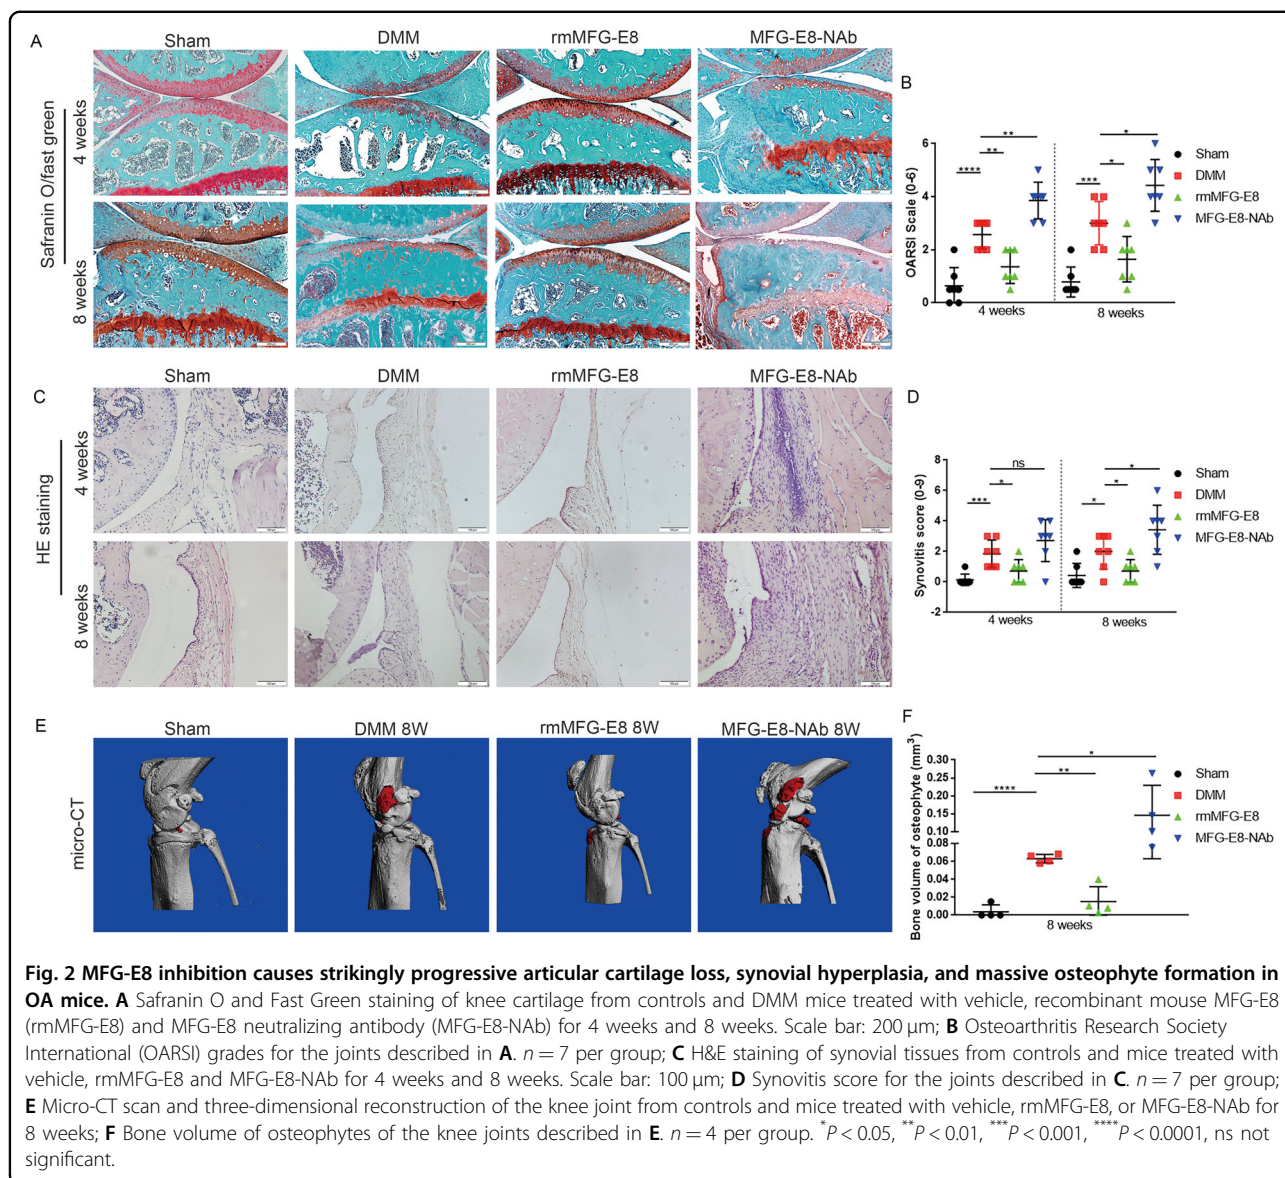 A
Sham
DMM
rmMFG-E8
MFG-E8-NAb
Safranin O/fast green
4 weeks
8 weeks
B
OARSI Scale (0-6)
6
4
2
0
****
**
**
***
*
*
4 weeks
8 weeks
Sham
DMM
rmMFG-E8
MFG-E8-NAb
C
Sham
DMM
rmMFG-E8
MFG-E8-NAb
HE staining
4 weeks
8 weeks
D
Synovitis score (0-9)
8
6
4
2
0
-2
***
*
ns
*
*
*
4 weeks
8 weeks
Sham
DMM
rmMFG-E8
MFG-E8-NAb
E
Sham
DMM 8W
rmMFG-E8 8W
MFG-E8-NAb 8W
micro-CT
F
Bone volume of osteophyte (mm³)
0.30
0.25
0.20
0.15
0.10
0.06
0.04
0.02
0.00
****
**
*
8 weeks
Sham
DMM
rmMFG-E8
MFG-E8-NAb
Fig. 2 MFG-E8 inhibition causes strikingly progressive articular cartilage loss, synovial hyperplasia, and massive osteophyte formation in
OA mice. A Safranin O and Fast Green staining of knee cartilage from controls and DMM mice treated with vehicle, recombinant mouse MFG-E8
(rmMFG-E8) and MFG-E8 neutralizing antibody (MFG-E8-NAb) for 4 weeks and 8 weeks. Scale bar: 200 μm; B Osteoarthritis Research Society
International (OARSI) grades for the joints described in A. n = 7 per group; C H&E staining of synovial tissues from controls and mice treated with
vehicle, rmMFG-E8 and MFG-E8-NAb for 4 weeks and 8 weeks. Scale bar: 100 μm; D Synovitis score for the joints described in C. n = 7 per group;
E Micro-CT scan and three-dimensional reconstruction of the knee joint from controls and mice treated with vehicle, rmMFG-E8, or MFG-E8-NAb for
8 weeks; F Bone volume of osteophytes of the knee joints described in E. n = 4 per group. *P < 0.05, **P < 0.01, ***P < 0.001, ****P < 0.0001, ns not
significant.